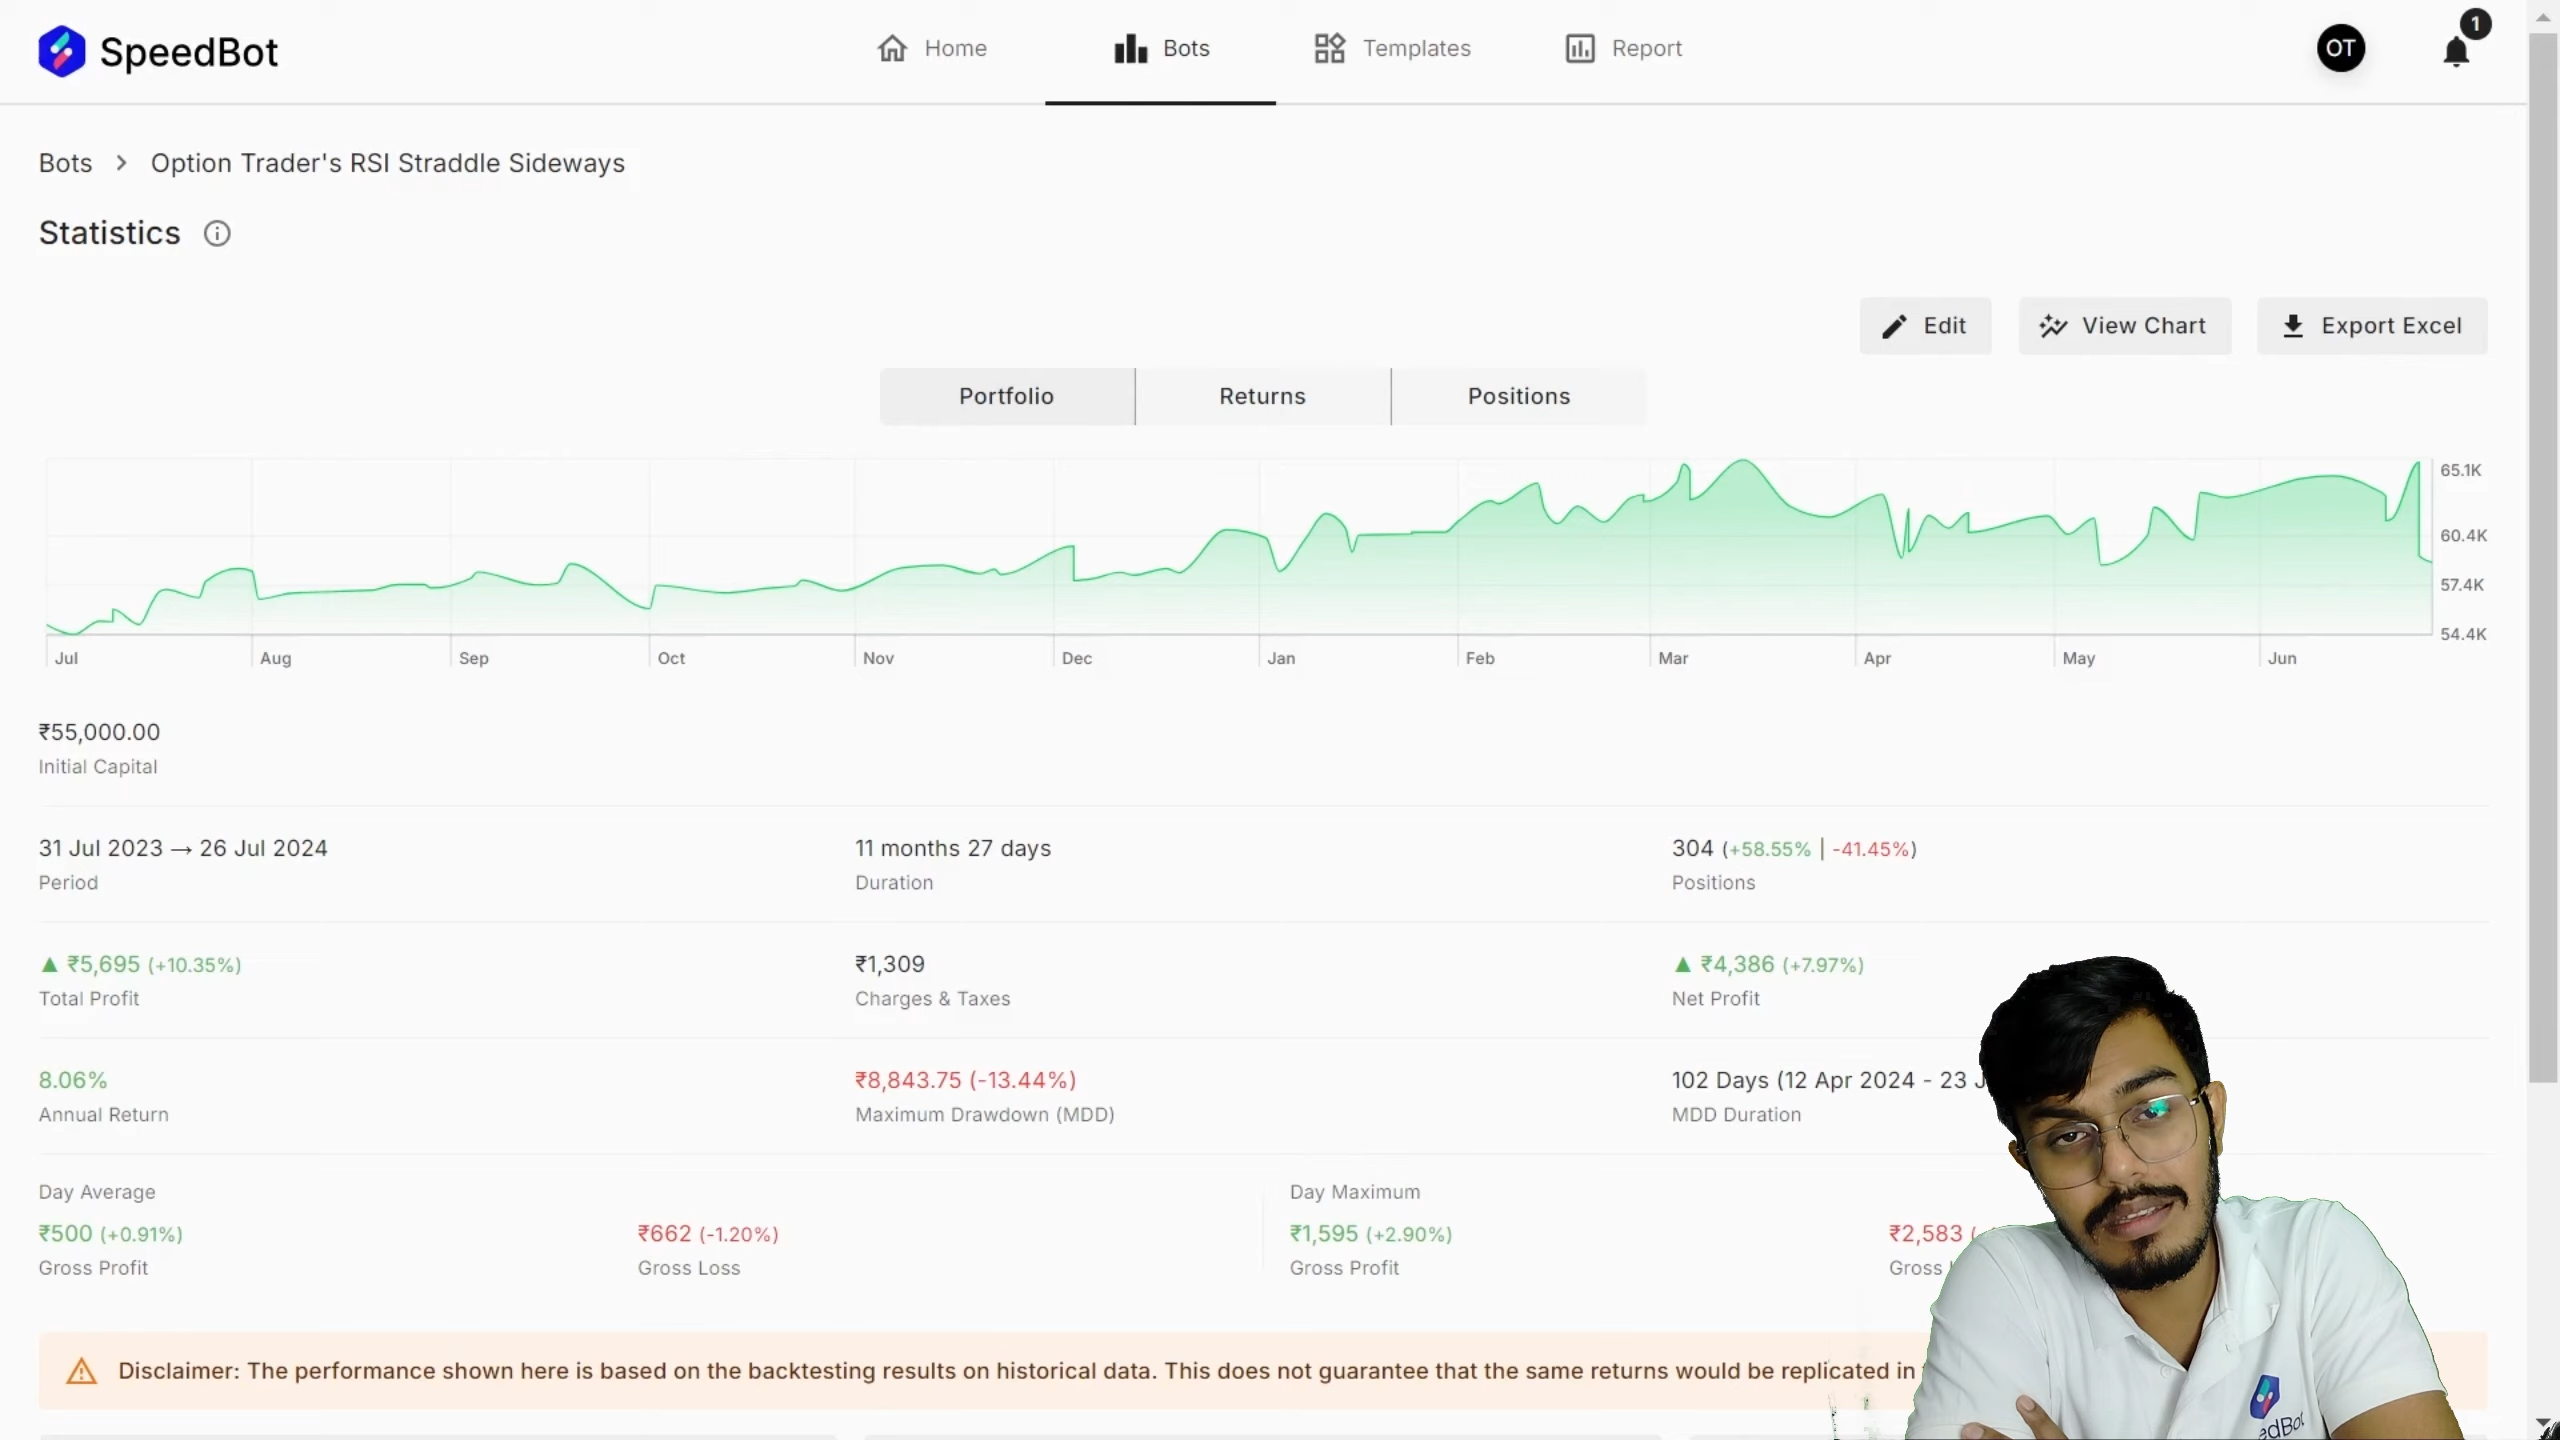 SpeedBot
Home
Bots
Templates
Report
OT
1
Bots > Option Trader's RSI Straddle Sideways
Statistics
Edit
View Chart
Export Excel
Portfolio
Returns
Positions
65.1K
60.4K
57.4K
54.4K
Jul
Aug
Sep
Oct
Nov
Dec
Jan
Feb
Mar
Apr
May
Jun
₹55,000.00
Initial Capital
31 Jul 2023 → 26 Jul 2024
Period
11 months 27 days
Duration
304 (+58.55% | -41.45%)
Positions
▲ ₹5,695 (+10.35%)
Total Profit
₹1,309
Charges & Taxes
▲ ₹4,386 (+7.97%)
Net Profit
8.06%
Annual Return
₹8,843.75 (-13.44%)
Maximum Drawdown (MDD)
102 Days (12 Apr 2024 - 23 J
MDD Duration
Day Average
₹500 (+0.91%)
Gross Profit
₹662 (-1.20%)
Gross Loss
Day Maximum
₹1,595 (+2.90%)
Gross Profit
₹2,583 (
Gross
Disclaimer: The performance shown here is based on the backtesting results on historical data. This does not guarantee that the same returns would be replicated in
edBot